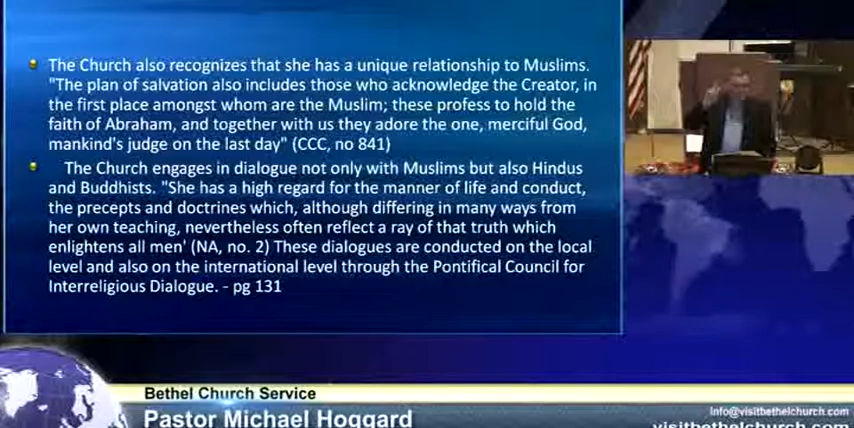 The Church also recognizes that she has a unique relationship to Muslims.
"The plan of salvation also includes those who acknowledge the Creator, in
the first place amongst whom are the Muslim; these profess to hold the
faith of Abraham, and together with us they adore the one, merciful God,
mankind's judge on the last day" (CCC, no 841)
The Church engages in dialogue not only with Muslims but also Hindus
and Buddhists. "She has a high regard for the manner of life and conduct,
the precepts and doctrines which, although differing in many ways from
her own teaching, nevertheless often reflect a ray of that truth which
enlightens all men' (NA, no. 2) These dialogues are conducted on the local
level and also on the international level through the Pontifical Council for
Interreligious Dialogue. - pg 131
Bethel Church Service
Pastor Michael Hoggard
Info@visitbethelchurch.com
visitbethelchurch.com